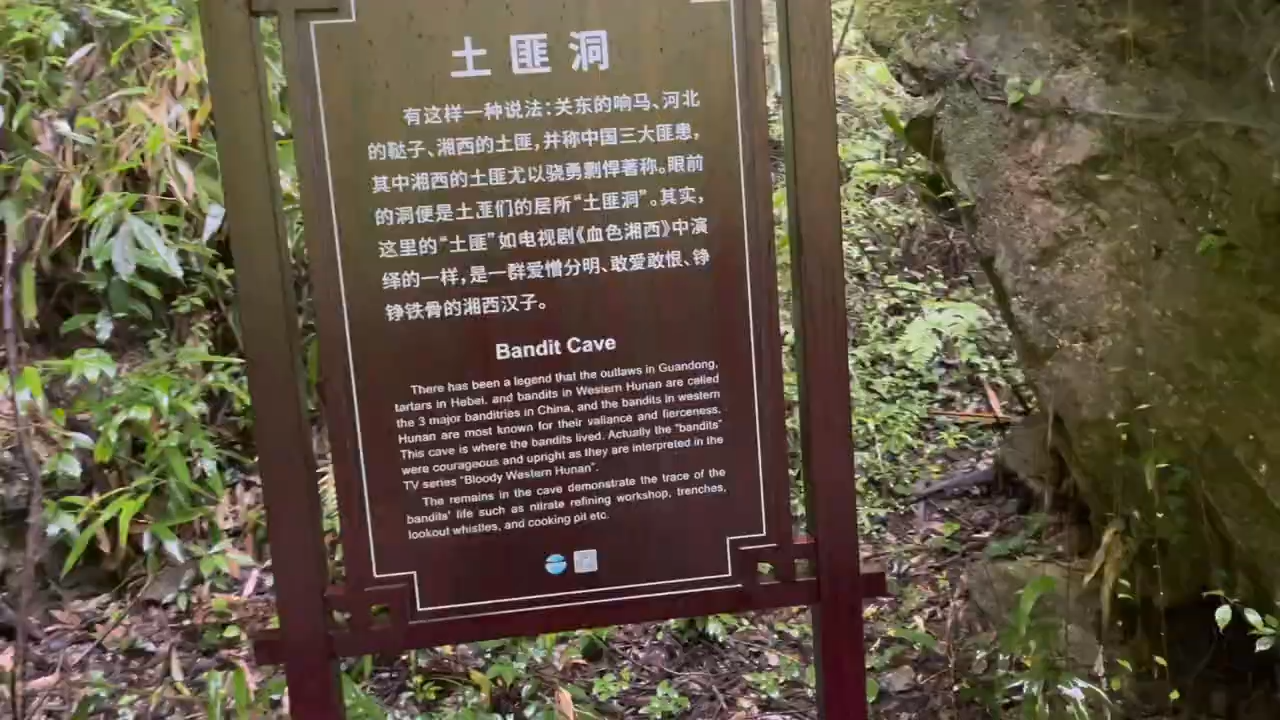 土匪洞
有这样一种说法：关东的响马、河北
的鞑子、湘西的土匪，并称中国三大匪患，
其中湘西的土匪尤以骁勇剽悍著称。眼前
的洞便是土匪们的居所“土匪洞”。其实，
这里的“土匪”如电视剧《血色湘西》中演
绎的一样，是一群爱憎分明、敢爱敢恨、铮
铮铁骨的湘西汉子。
Bandit Cave
There has been a legend that the outlaws in Guandong,
tartars in Hebei, and bandits in Western Hunan are called
the 3 major banditries in China, and the bandits in western
Hunan are most known for their valiance and fierceness.
This cave is where the bandits lived. Actually the "bandits"
were courageous and upright as they are interpreted in the
TV series "Bloody Western Hunan".
The remains in the cave demonstrate the trace of the
bandits' life such as nitrate refining workshop, trenches,
lookout whistles, and cooking pit etc.